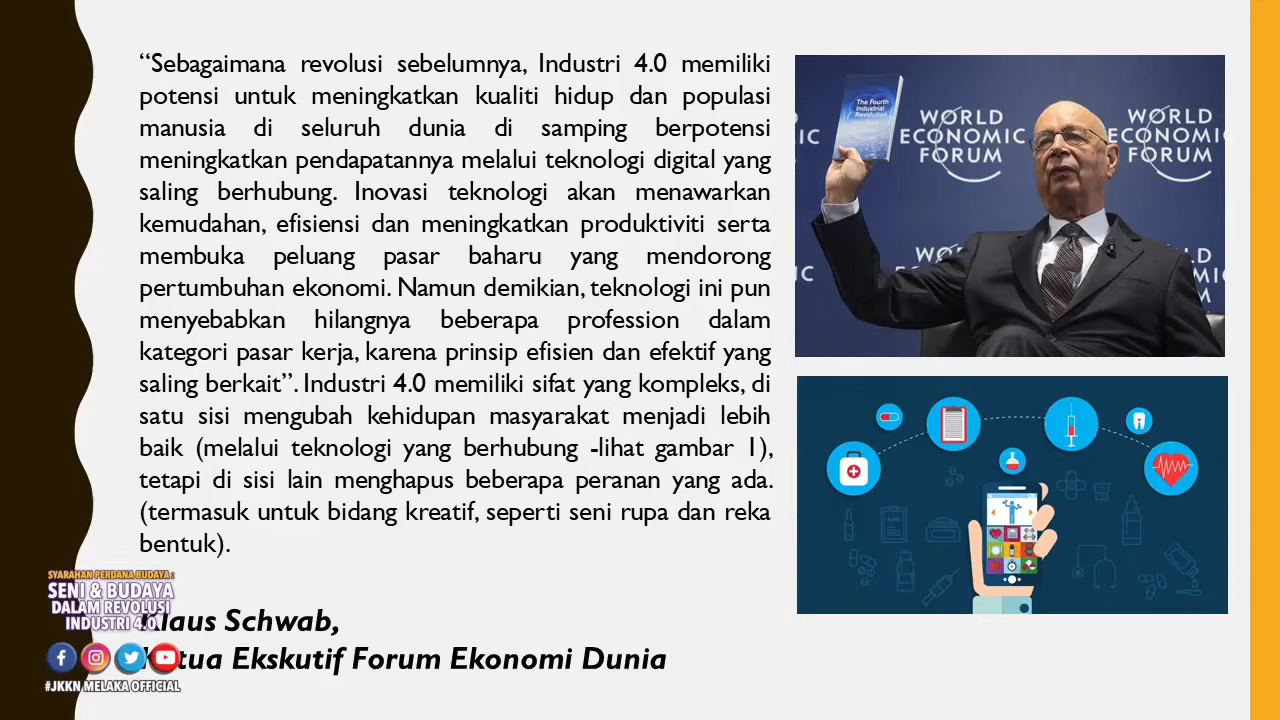 “Sebagaimana revolusi sebelumnya, Industri 4.0 memiliki
potensi untuk meningkatkan kualiti hidup dan populasi
manusia di seluruh dunia di samping berpotensi
meningkatkan pendapatannya melalui teknologi digital yang
saling berhubung. Inovasi teknologi akan menawarkan
kemudahan, efisiensi dan meningkatkan produktiviti serta
membuka peluang pasar baharu yang mendorong
pertumbuhan ekonomi. Namun demikian, teknologi ini pun
menyebabkan hilangnya beberapa profession dalam
kategori pasar kerja, karena prinsip efisien dan efektif yang
saling berkait”. Industri 4.0 memiliki sifat yang kompleks, di
satu sisi mengubah kehidupan masyarakat menjadi lebih
baik (melalui teknologi yang berhubung -lihat gambar 1),
tetapi di sisi lain menghapus beberapa peranan yang ada.
(termasuk untuk bidang kreatif, seperti seni rupa dan reka
bentuk).
Klaus Schwab,
Ketua Ekskutif Forum Ekonomi Dunia
The Fourth
Industrial
Revolution
WORLD
ECONOMIC
FORUM
WORLD
ECONOMIC
FORUM
SYARAHAN PERDANA BUDAYA :
SENI & BUDAYA
DALAM REVOLUSI
INDUSTRI 4.0
#JKKN MELAKA OFFICIAL